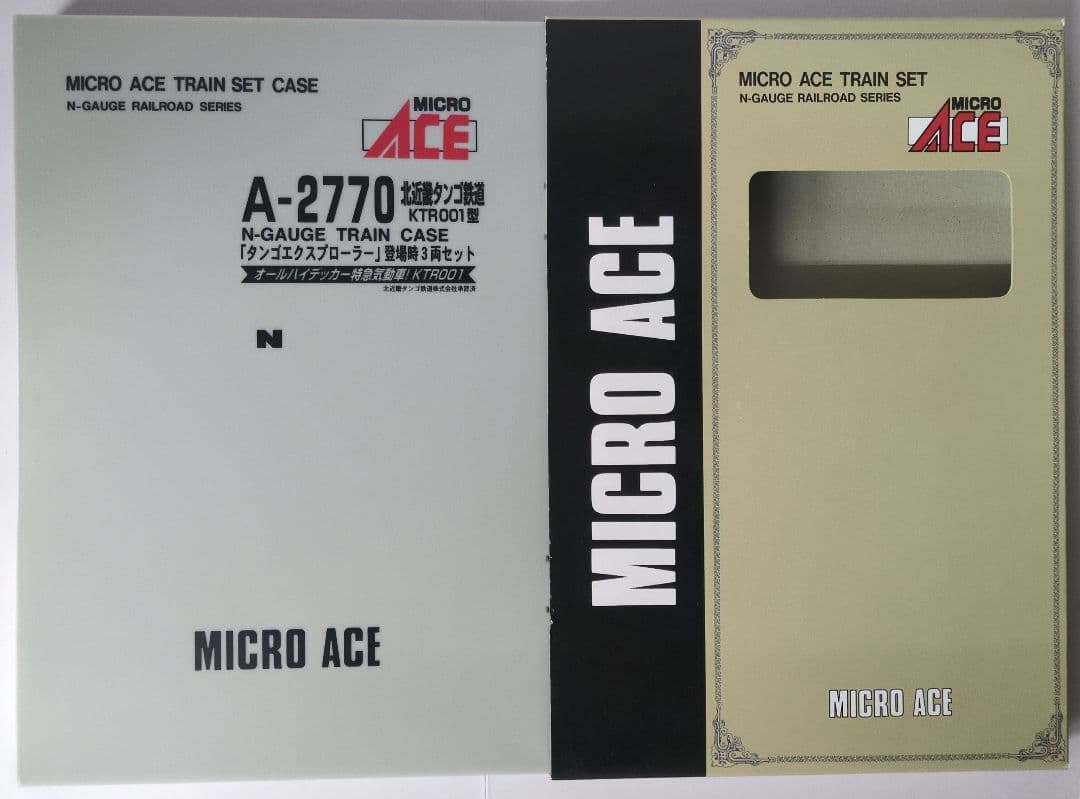 MICRO ACE TRAIN SET CASE
N-GAUGE RAILROAD SERIES
MICRO
ACE
A-2770 北近畿タンゴ鉄道
KTR001型
N-GAUGE TRAIN CASE
「タンゴエクスプローラー」登場時3両セット
オールハイデッカー特急気動車!KTR001
北近畿タンゴ鉄道株式会社承認済
N
MICRO ACE
MICRO ACE
MICRO ACE TRAIN SET
N-GAUGE RAILROAD SERIES
MICRO
ACE
MICRO ACE